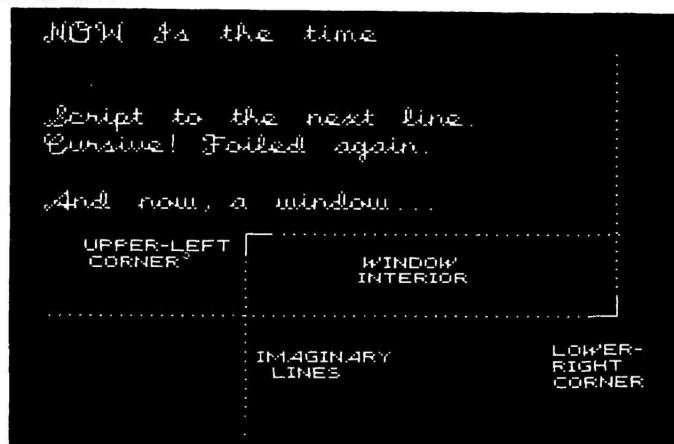 NOW Is the time
Script to the next line.
Cursive! Foiled again.
And now, a window...
UPPER-LEFT
CORNER
WINDOW
INTERIOR
IMAGINARY
LINES
LOWER-
RIGHT
CORNER